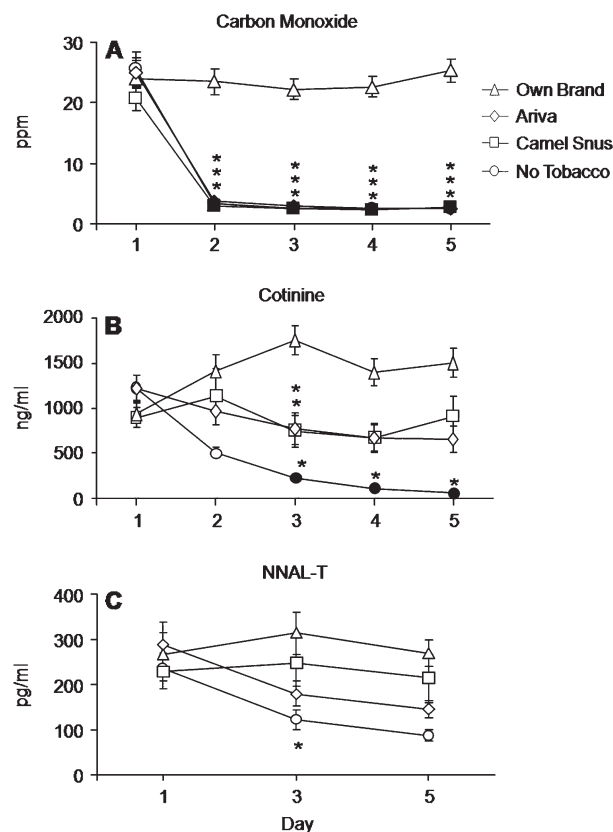 Carbon Monoxide
A
30
20
10
0
ppm
1 2 3 4 5
* * * *
* * * *
* * * *
Own Brand
Ariva
Camel Snus
No Tobacco
Cotinine
B
2000
1500
1000
500
0
ng/ml
*
*
* * *
1 2 3 4 5
NNAL-T
C
400
300
200
100
0
pg/ml
*
1 3 5
Day